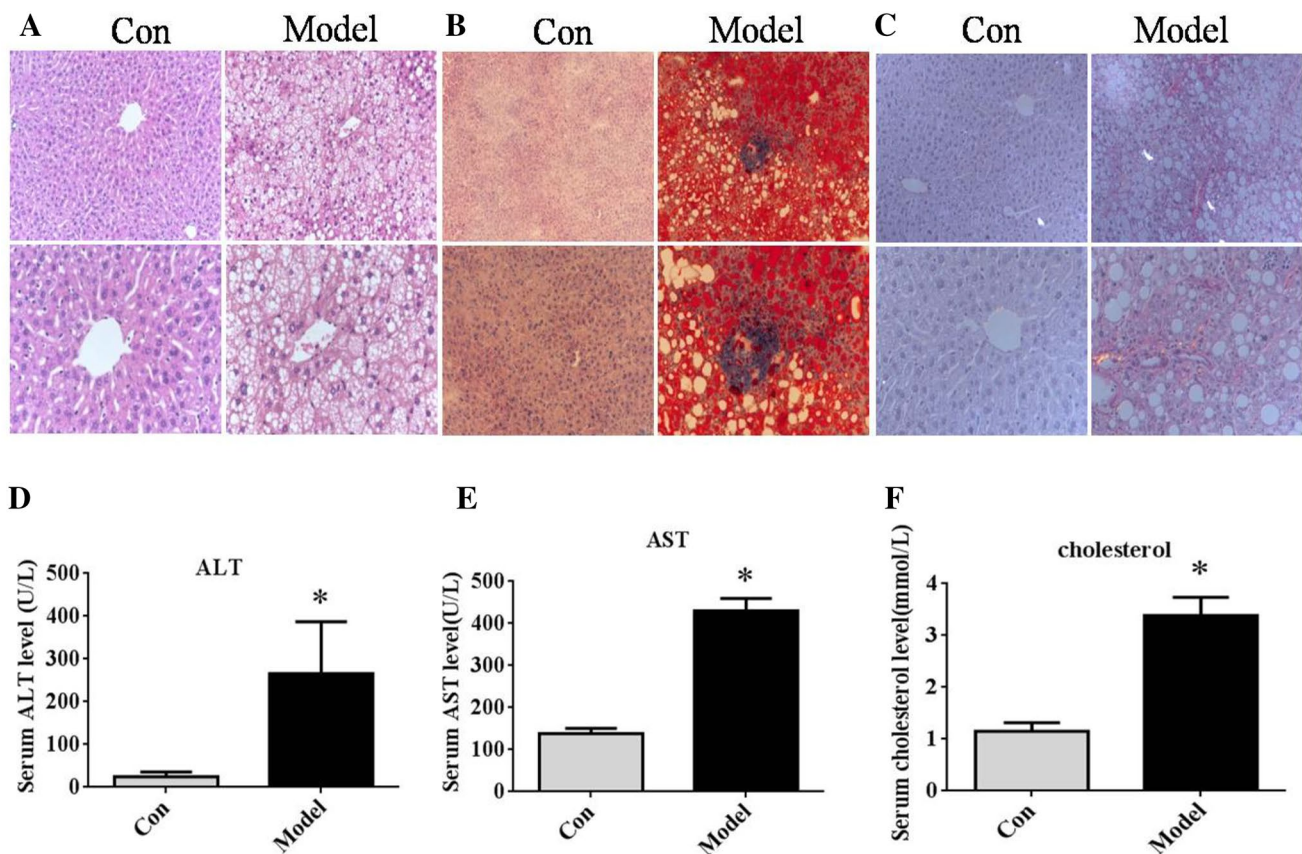 A Con Model B Con Model C Con Model
D
ALT
Serum ALT level (U/L)
500
400
300
200
100
0
Con
Model
*
E
AST
Serum AST level(U/L)
500
400
300
200
100
0
Con
Model
*
F
cholesterol
Serum cholesterol level(mmol/L)
4
3
2
1
0
Con
Model
*